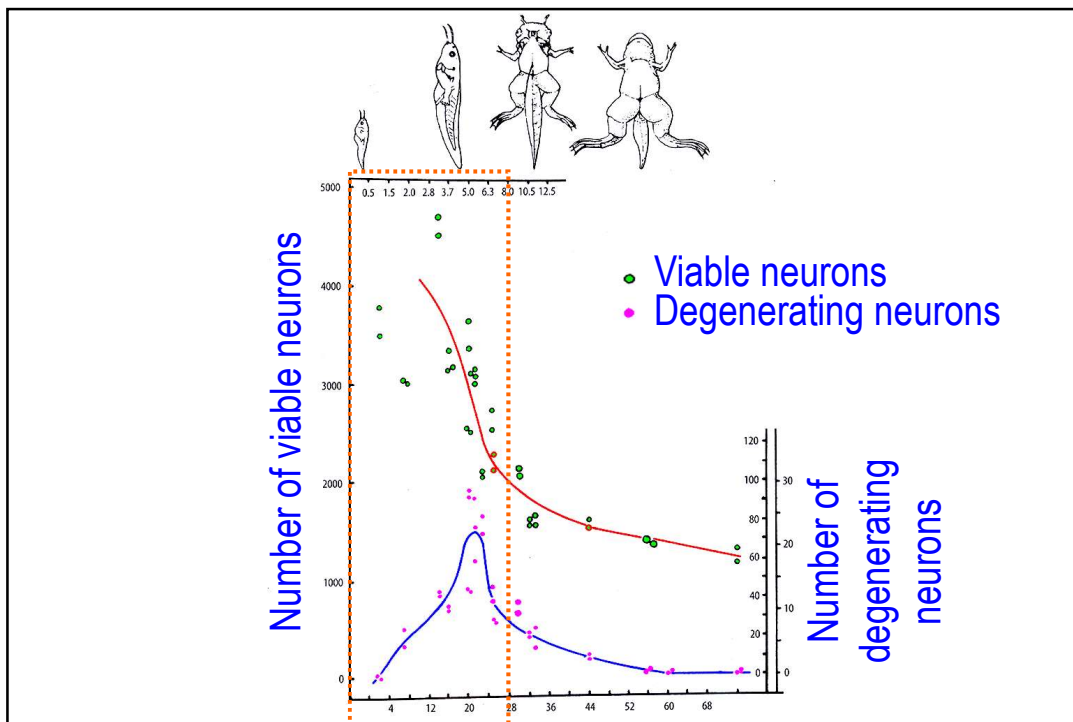 0.5 1.5 2.0 2.8 3.7 5.0 6.3 8.0 10.5 12.5
5000
4000
3000
2000
1000
0
Number of viable neurons
Viable neurons
Degenerating neurons
120
100
80
60
40
20
0
30
20
10
0
Number of
degenerating
neurons
4 12 20 28 36 44 52 60 68